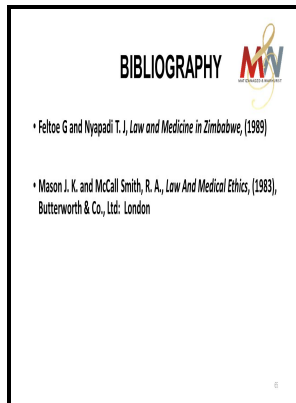 BIBLIOGRAPHY
M&W
• Feltoe G and Nyapadi T. J, Law and Medicine in Zimbabwe, (1989)
• Mason J. K. and McCall Smith, R. A., Law And Medical Ethics, (1983),
Butterworth & Co., Ltd: London